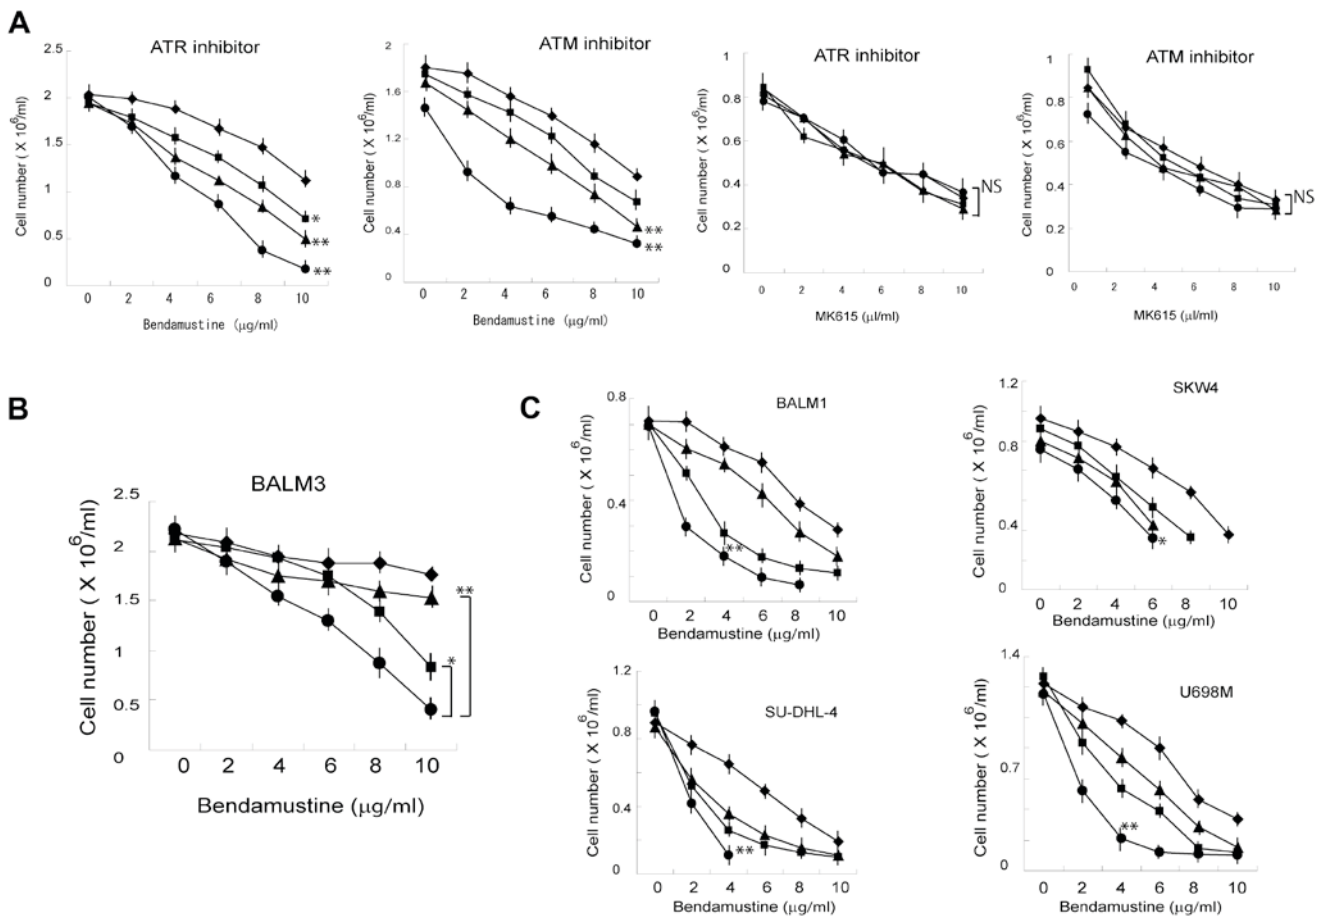 A
ATR inhibitor
2.5
2
1.5
1
0.5
0
Cell number ( X 10⁶/ml)
0 2 4 6 8 10
Bendamustine (μg/ml)
*
**
**
ATM inhibitor
2
1.6
1.2
0.8
0.4
0
Cell number ( X 10⁶/ml)
0 2 4 6 8 10
Bendamustine (μg/ml)
**
**
ATR inhibitor
1
0.8
0.6
0.4
0.2
0
Cell number ( X 10⁶/ml)
0 2 4 6 8 10
MK615 (μl/ml)
NS
ATM inhibitor
1
0.8
0.6
0.4
0.2
0
Cell number ( X 10⁶/ml)
0 2 4 6 8 10
MK615 (μl/ml)
NS
B
BALM3
2.5
2
1.5
1
0.5
0
Cell number ( X 10⁶/ml)
0 2 4 6 8 10
Bendamustine (μg/ml)
**
*
C
BALM1
0.8
0.4
0
Cell number ( X 10⁶/ml)
0 2 4 6 8 10
Bendamustine (μg/ml)
**
SKW4
1.2
0.8
0.4
0
Cell number ( X 10⁶/ml)
0 2 4 6 8 10
Bendamustine (μg/ml)
*
SU-DHL-4
1.2
0.8
0.4
0
Cell number ( X 10⁶/ml)
0 2 4 6 8 10
Bendamustine (μg/ml)
**
U698M
1.4
0.7
0
Cell number ( X 10⁶/ml)
0 2 4 6 8 10
Bendamustine (μg/ml)
**